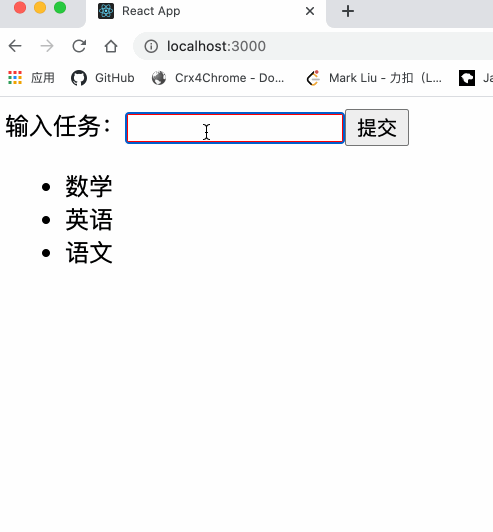 React App
localhost:3000
应用 GitHub Crx4Chrome - Do... Mark Liu - 力扣（L... Ja
输入任务： 提交
数学
英语
语文